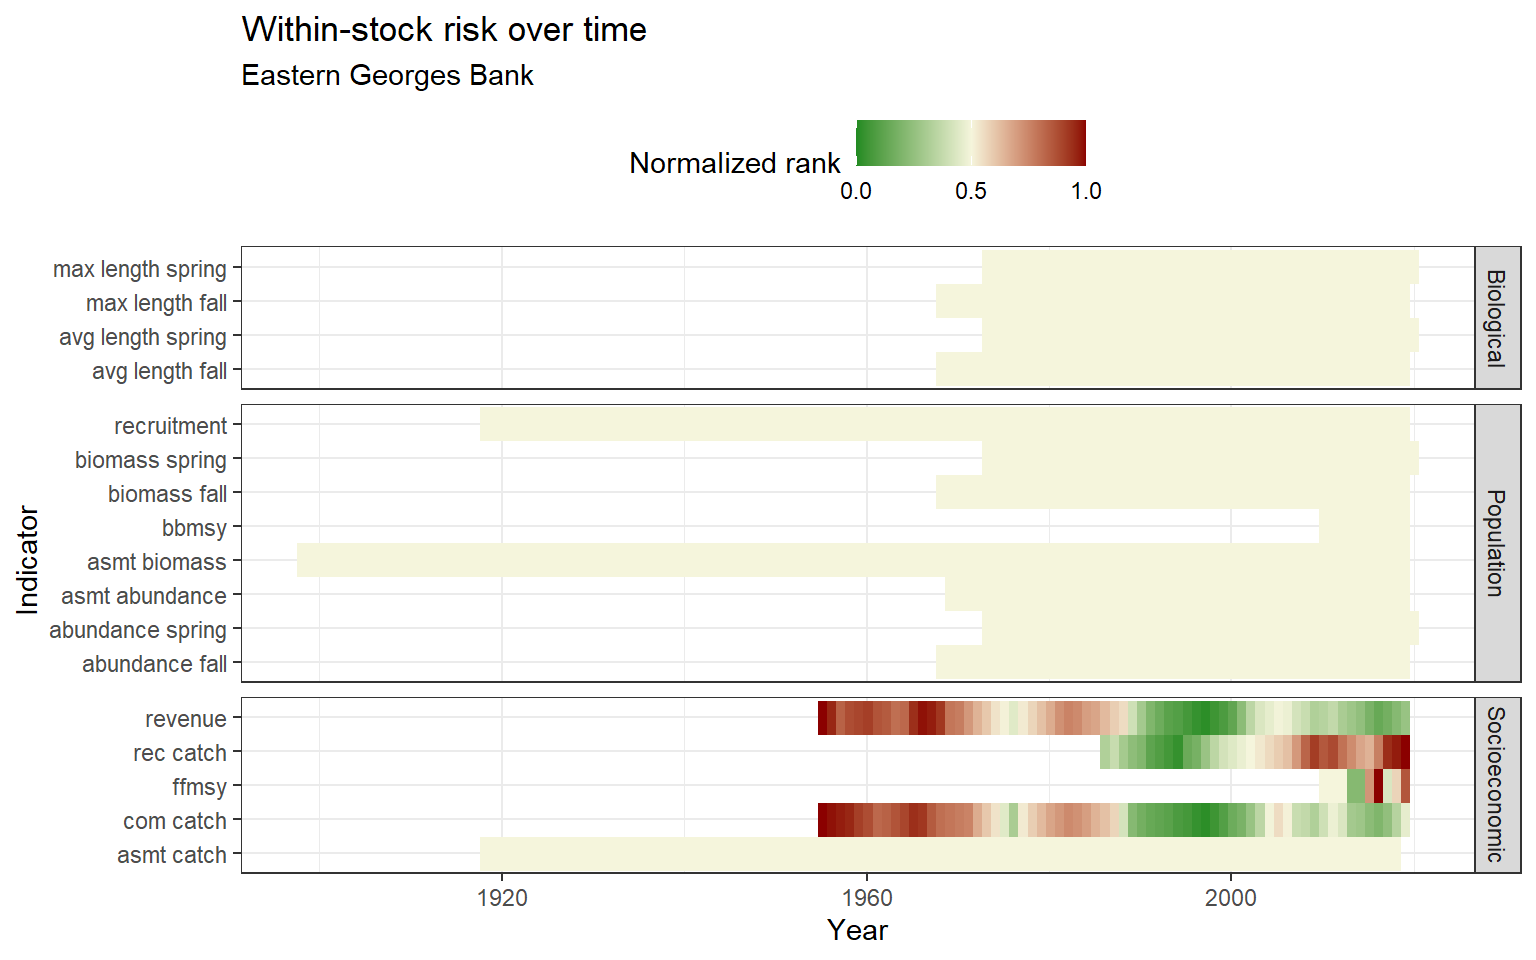 Within-stock risk over time
Eastern Georges Bank
Normalized rank
0.0 0.5 1.0
max length spring
max length fall
avg length spring
avg length fall
Biological
recruitment
biomass spring
biomass fall
bbmsy
asmt biomass
asmt abundance
abundance spring
abundance fall
Population
revenue
rec catch
ffmsy
com catch
asmt catch
Socioeconomic
Indicator
1920 1960 2000
Year